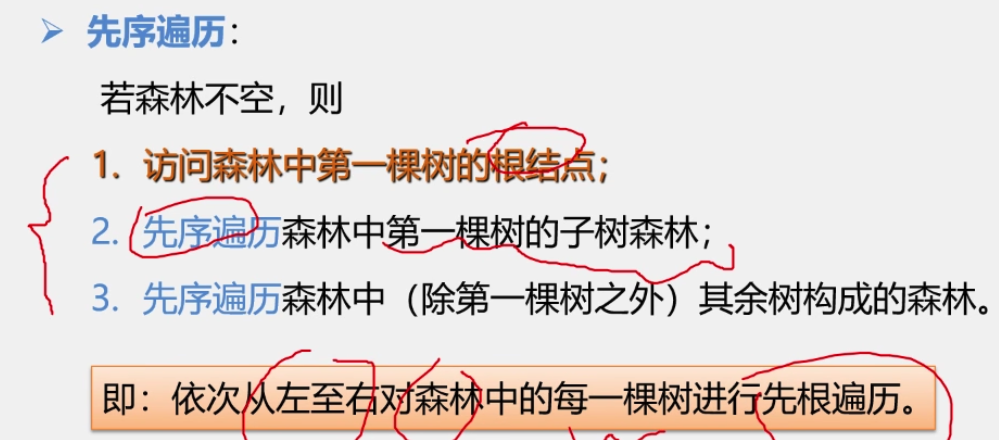 先序遍历：
若森林不空，则
1. 访问森林中第一棵树的根结点；
2. 先序遍历森林中第一棵树的子树森林；
3. 先序遍历森林中（除第一棵树之外）其余树构成的森林。
即：依次从左至右对森林中的每一棵树进行先根遍历。